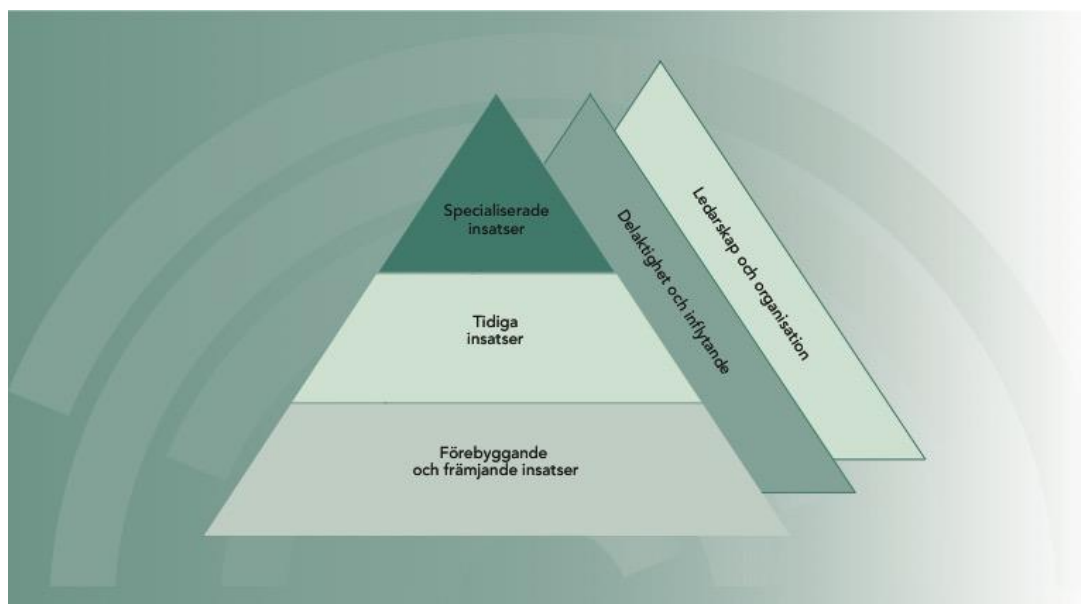 Specialiserade
insatser
Tidiga
insatser
Förebyggande
och främjande insatser
Delaktighet och inflytande
Ledarskap och organisation